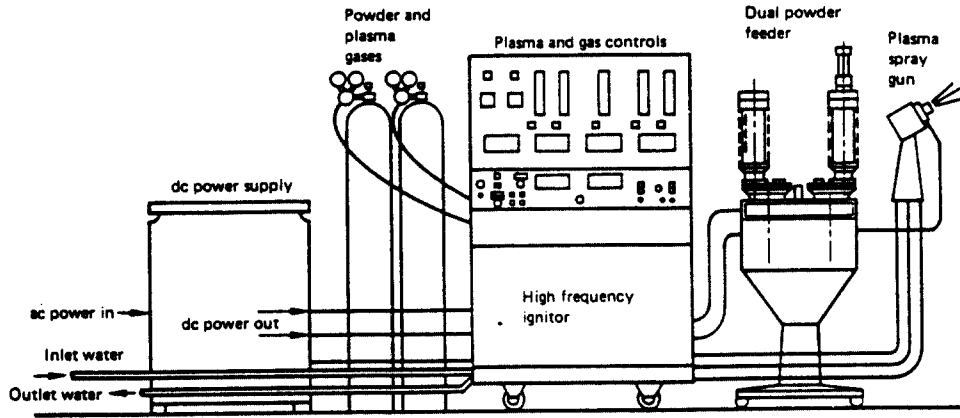 Powder and
plasma
gases
Plasma and gas controls
Dual powder
feeder
Plasma
spray
gun
dc power supply
ac power in
dc power out
High frequency
ignitor
Inlet water
Outlet water